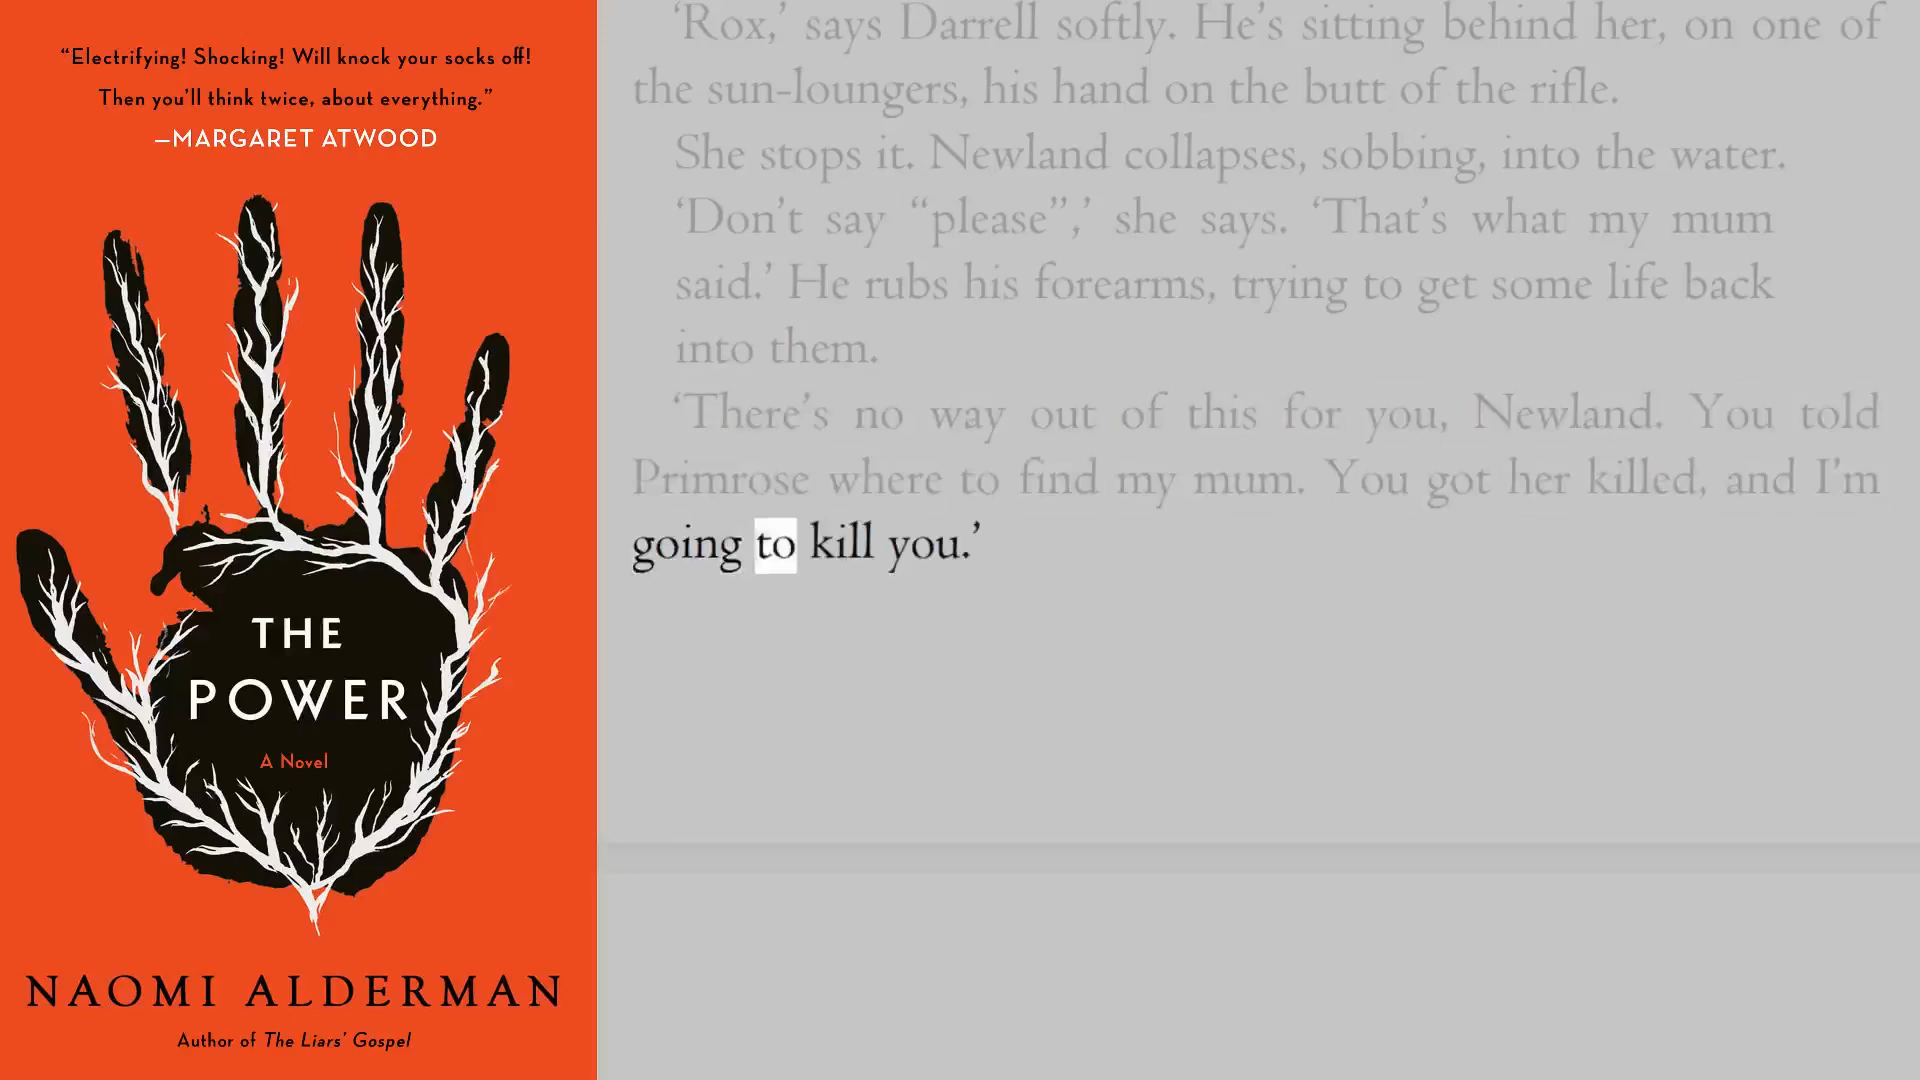 “Electrifying! Shocking! Will knock your socks off!
Then you’ll think twice, about everything.”
—MARGARET ATWOOD
THE
POWER
A Novel
NAOMI ALDERMAN
Author of The Liars’ Gospel
‘Rox,’ says Darrell softly. He’s sitting behind her, on one of
the sun-loungers, his hand on the butt of the rifle.
She stops it. Newland collapses, sobbing, into the water.
‘Don’t say “please”,’ she says. ‘That’s what my mum
said.’ He rubs his forearms, trying to get some life back
into them.
‘There’s no way out of this for you, Newland. You told
Primrose where to find my mum. You got her killed, and I’m
going to kill you.’